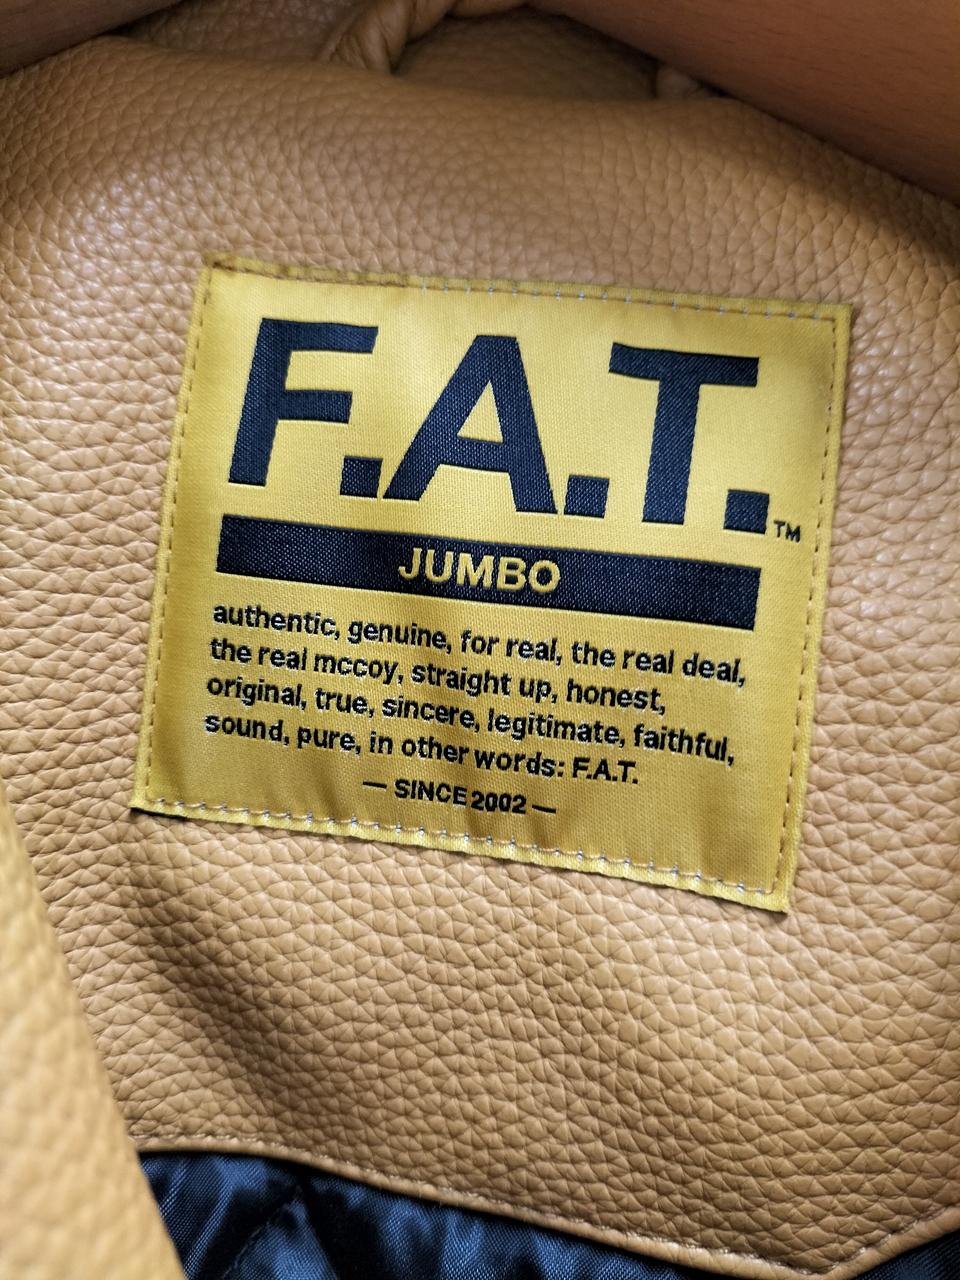 F.A.T.™
JUMBO
authentic, genuine, for real, the real deal,
the real mccoy, straight up, honest,
original, true, sincere, legitimate, faithful,
sound, pure, in other words: F.A.T.
— SINCE 2002 —